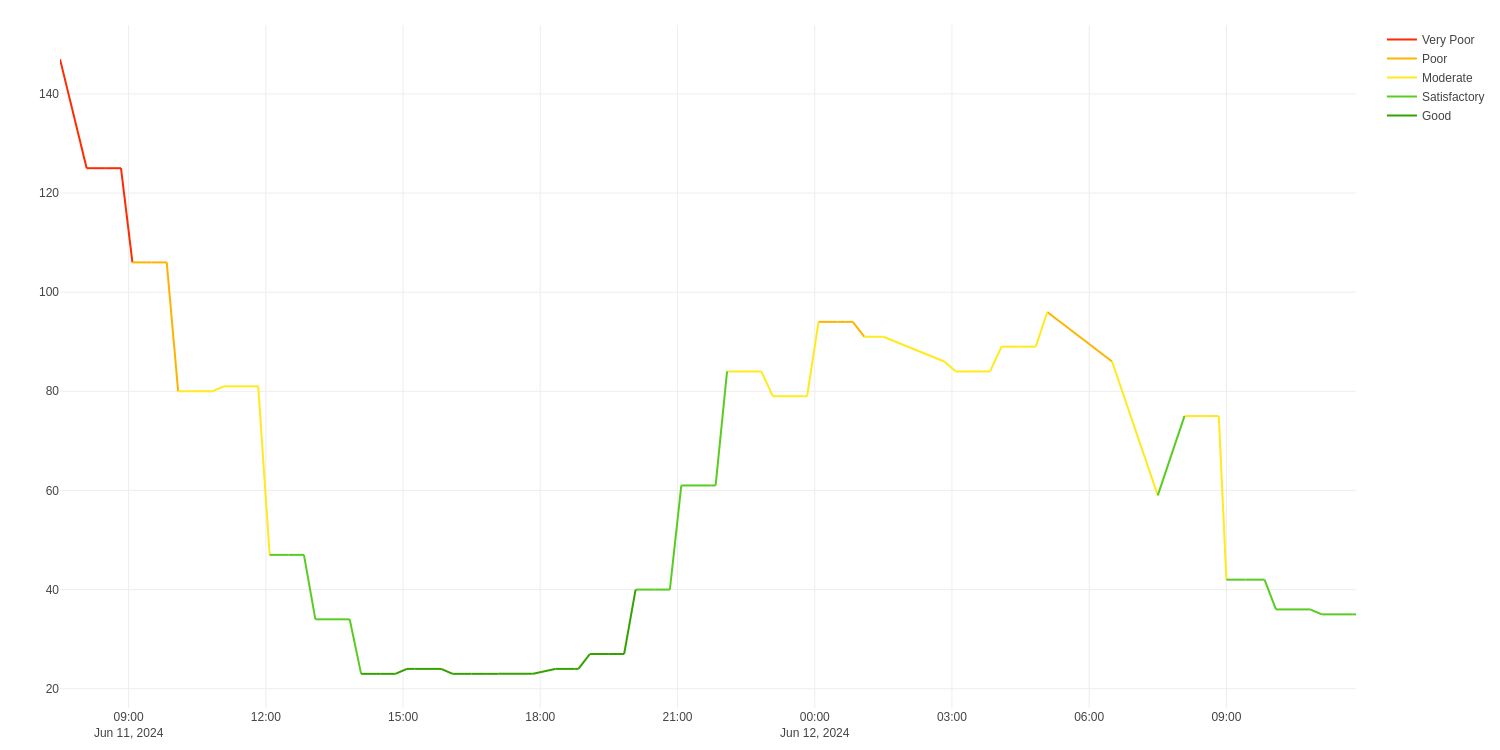 140
120
100
80
60
40
20
09:00
Jun 11, 2024
12:00
15:00
18:00
21:00
00:00
Jun 12, 2024
03:00
06:00
09:00
Very Poor
Poor
Moderate
Satisfactory
Good